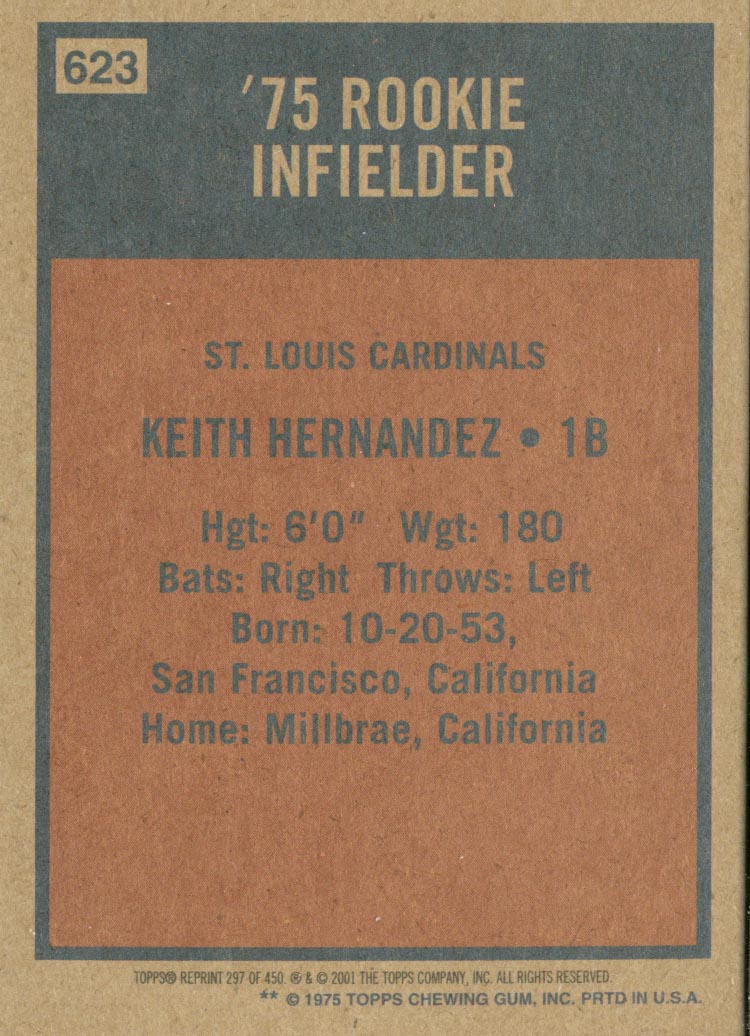 623
'75 ROOKIE
INFIELDER
ST. LOUIS CARDINALS
KEITH HERNANDEZ • 1B
Hgt: 6'0" Wgt: 180
Bats: Right Throws: Left
Born: 10-20-53,
San Francisco, California
Home: Millbrae, California
TOPPS® REPRINT 297 OF 450. ® & © 2001 THE TOPPS COMPANY, INC. ALL RIGHTS RESERVED.
** © 1975 TOPPS CHEWING GUM, INC. PRTD IN U.S.A.